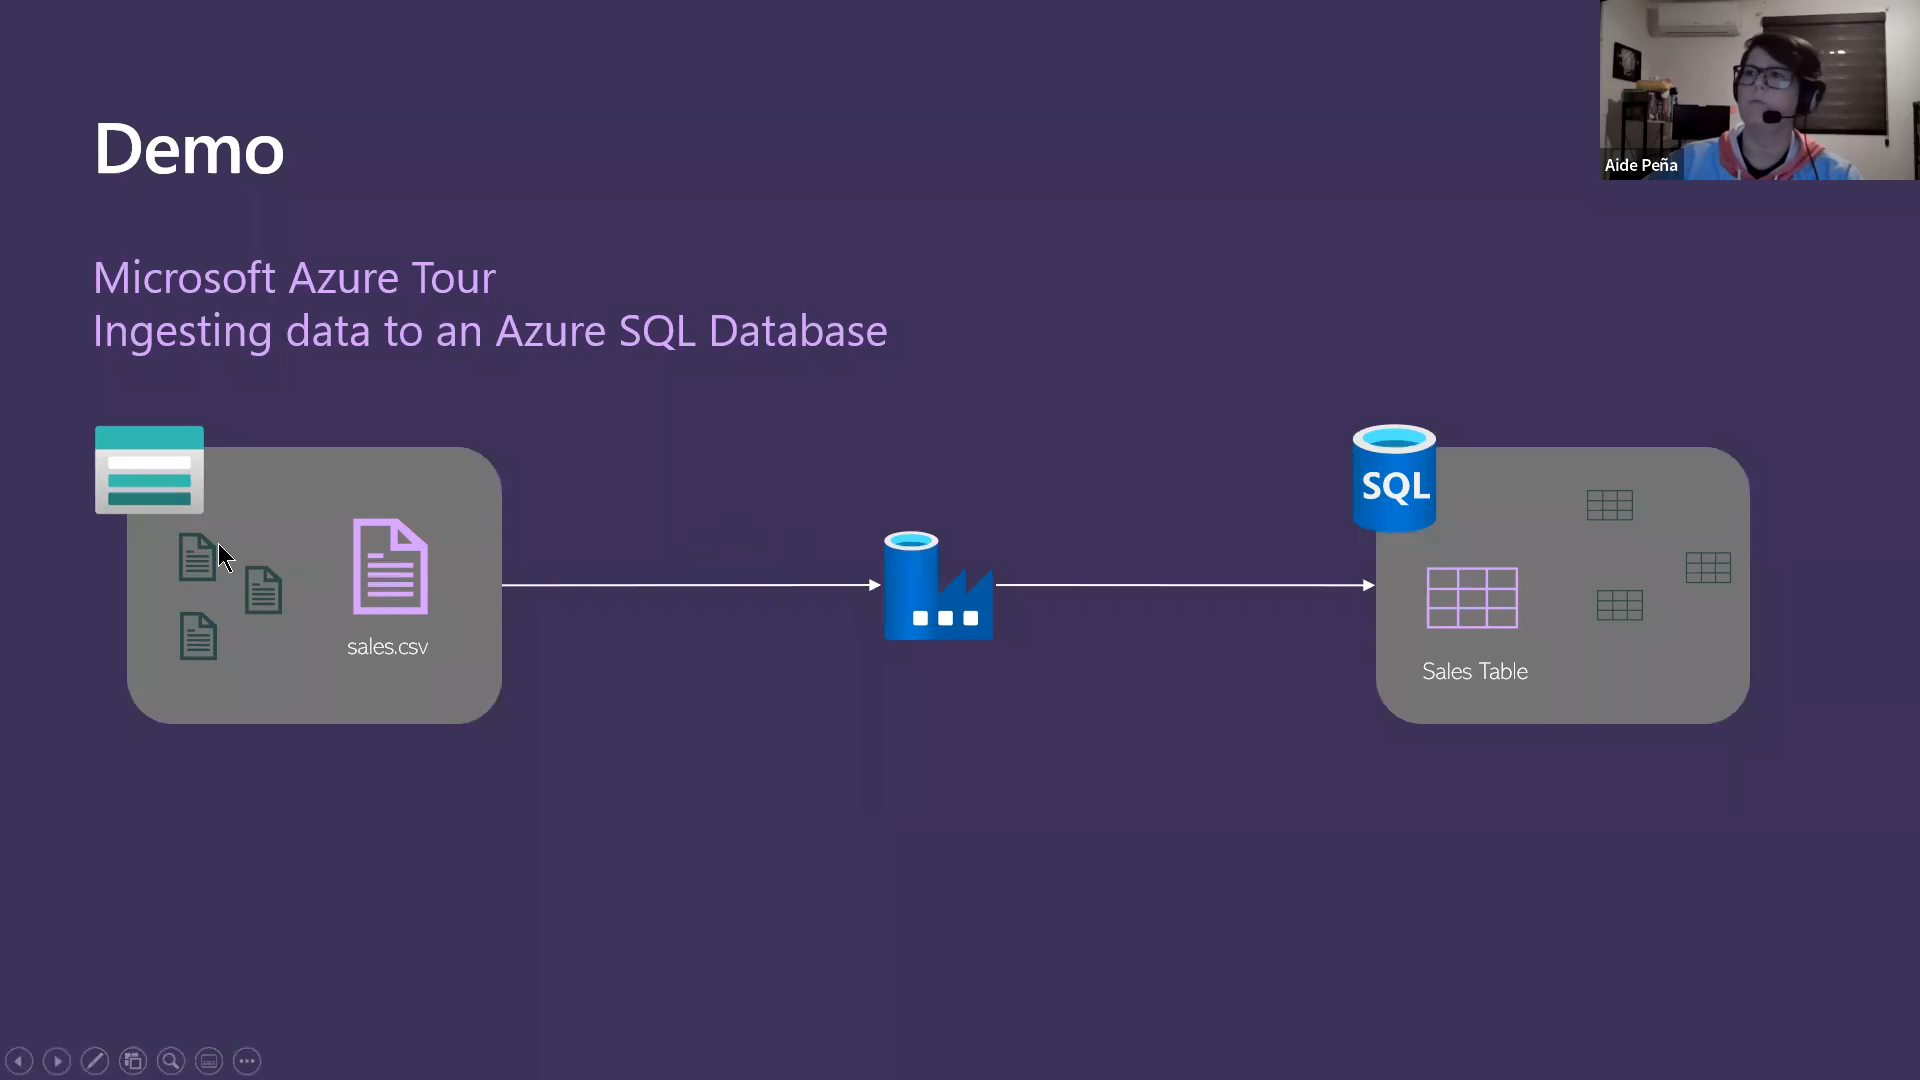 Demo
Aide Peña
Microsoft Azure Tour
Ingesting data to an Azure SQL Database
SQL
sales.csv
Sales Table